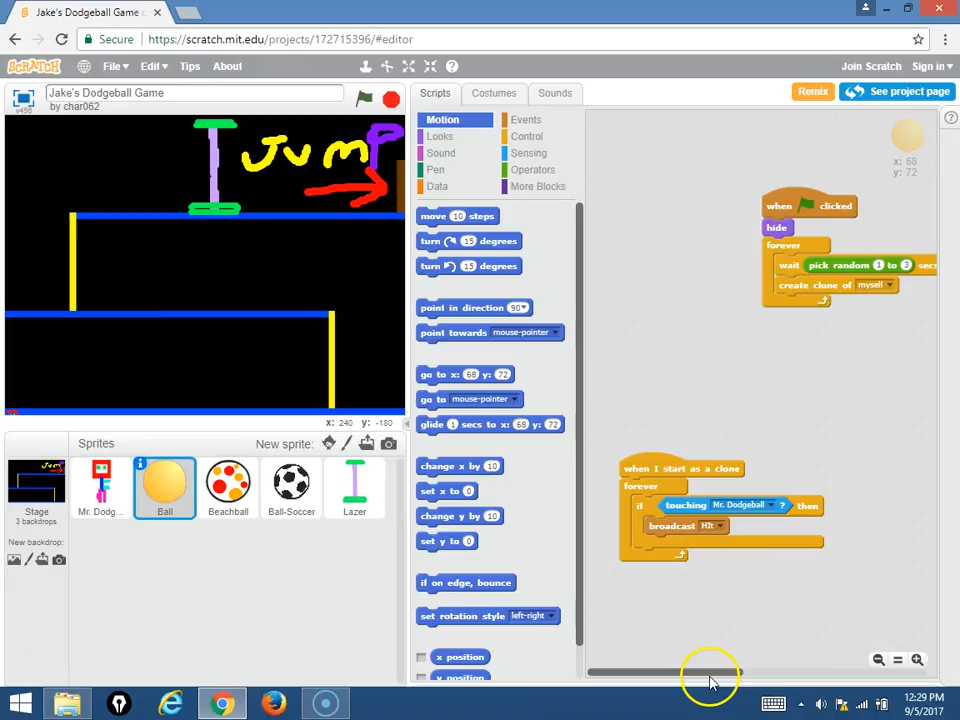 Jake's Dodgeball Game
Secure
https://scratch.mit.edu/projects/172715396/#editor
SCRATCH
File
Edit
Tips
About
Join Scratch
Sign in
v456
Jake's Dodgeball Game
by char062
Scripts
Costumes
Sounds
Remix
See project page
JUMP
Motion
Events
Looks
Control
Sound
Sensing
Pen
Operators
Data
More Blocks
x: 68
y: 72
move 10 steps
turn 15 degrees
turn 15 degrees
point in direction 90
point towards mouse-pointer
go to x: 68 y: 72
go to mouse-pointer
glide 1 secs to x: 68 y: 72
change x by 10
set x to 0
change y by 10
set y to 0
if on edge, bounce
set rotation style left-right
x position
when clicked
hide
forever
wait pick random 1 to 3 secs
create clone of myself
when I start as a clone
forever
if touching Mr. Dodgeball ? then
broadcast HIt
x: 240 y: -180
Sprites
New sprite:
Stage
3 backdrops
New backdrop:
Mr. Dodg...
Ball
Beachball
Ball-Soccer
Lazer
12:29 PM
9/5/2017